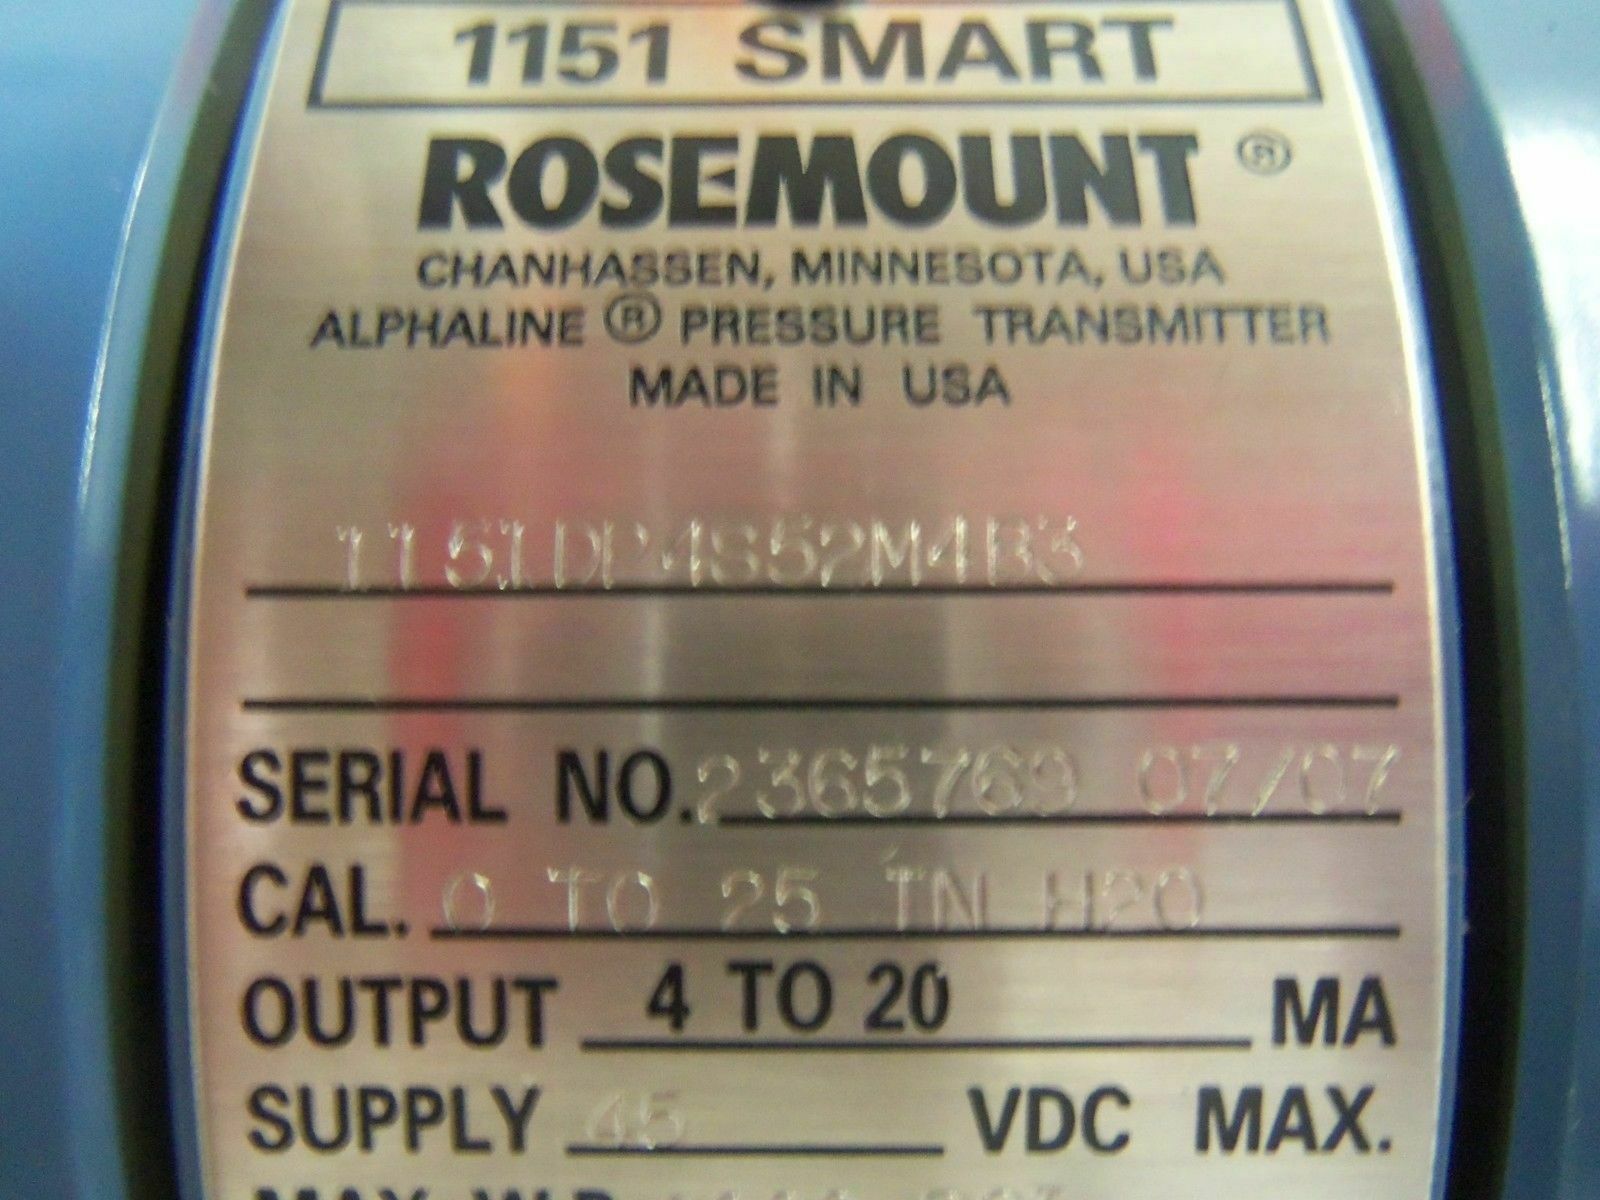 1151 SMART
ROSEMOUNT ®
CHANHASSEN, MINNESOTA, USA
ALPHALINE ® PRESSURE TRANSMITTER
MADE IN USA
1151DP4S52M4B3
SERIAL NO. 2365769 07/07
CAL. 0 TO 25 IN H2O
OUTPUT 4 TO 20 MA
SUPPLY 45 VDC MAX.